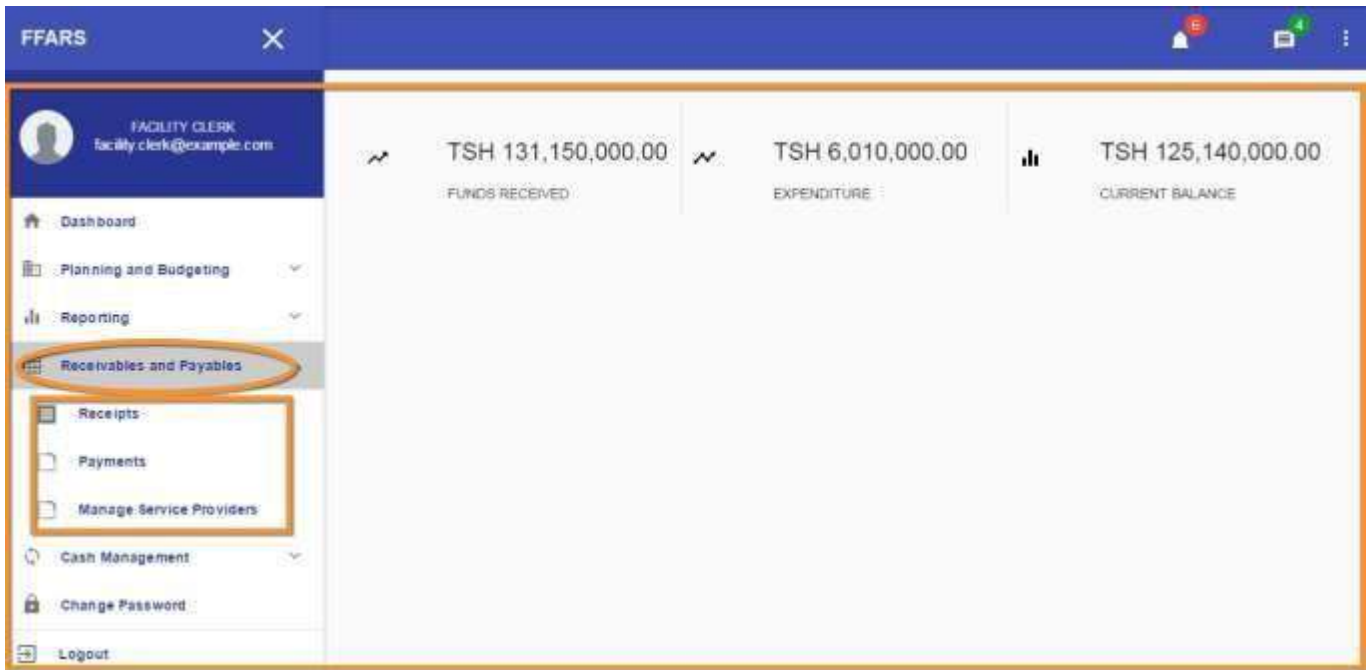 FFARS
6
4
FACILITY CLERK
facility.clerk@example.com
TSH 131,150,000.00
TSH 6,010,000.00
TSH 125,140,000.00
FUNDS RECEIVED
EXPENDITURE
CURRENT BALANCE
Dashboard
Planning and Budgeting
Reporting
Receivables and Payables
Receipts
Payments
Manage Service Providers
Cash Management
Change Password
Logout